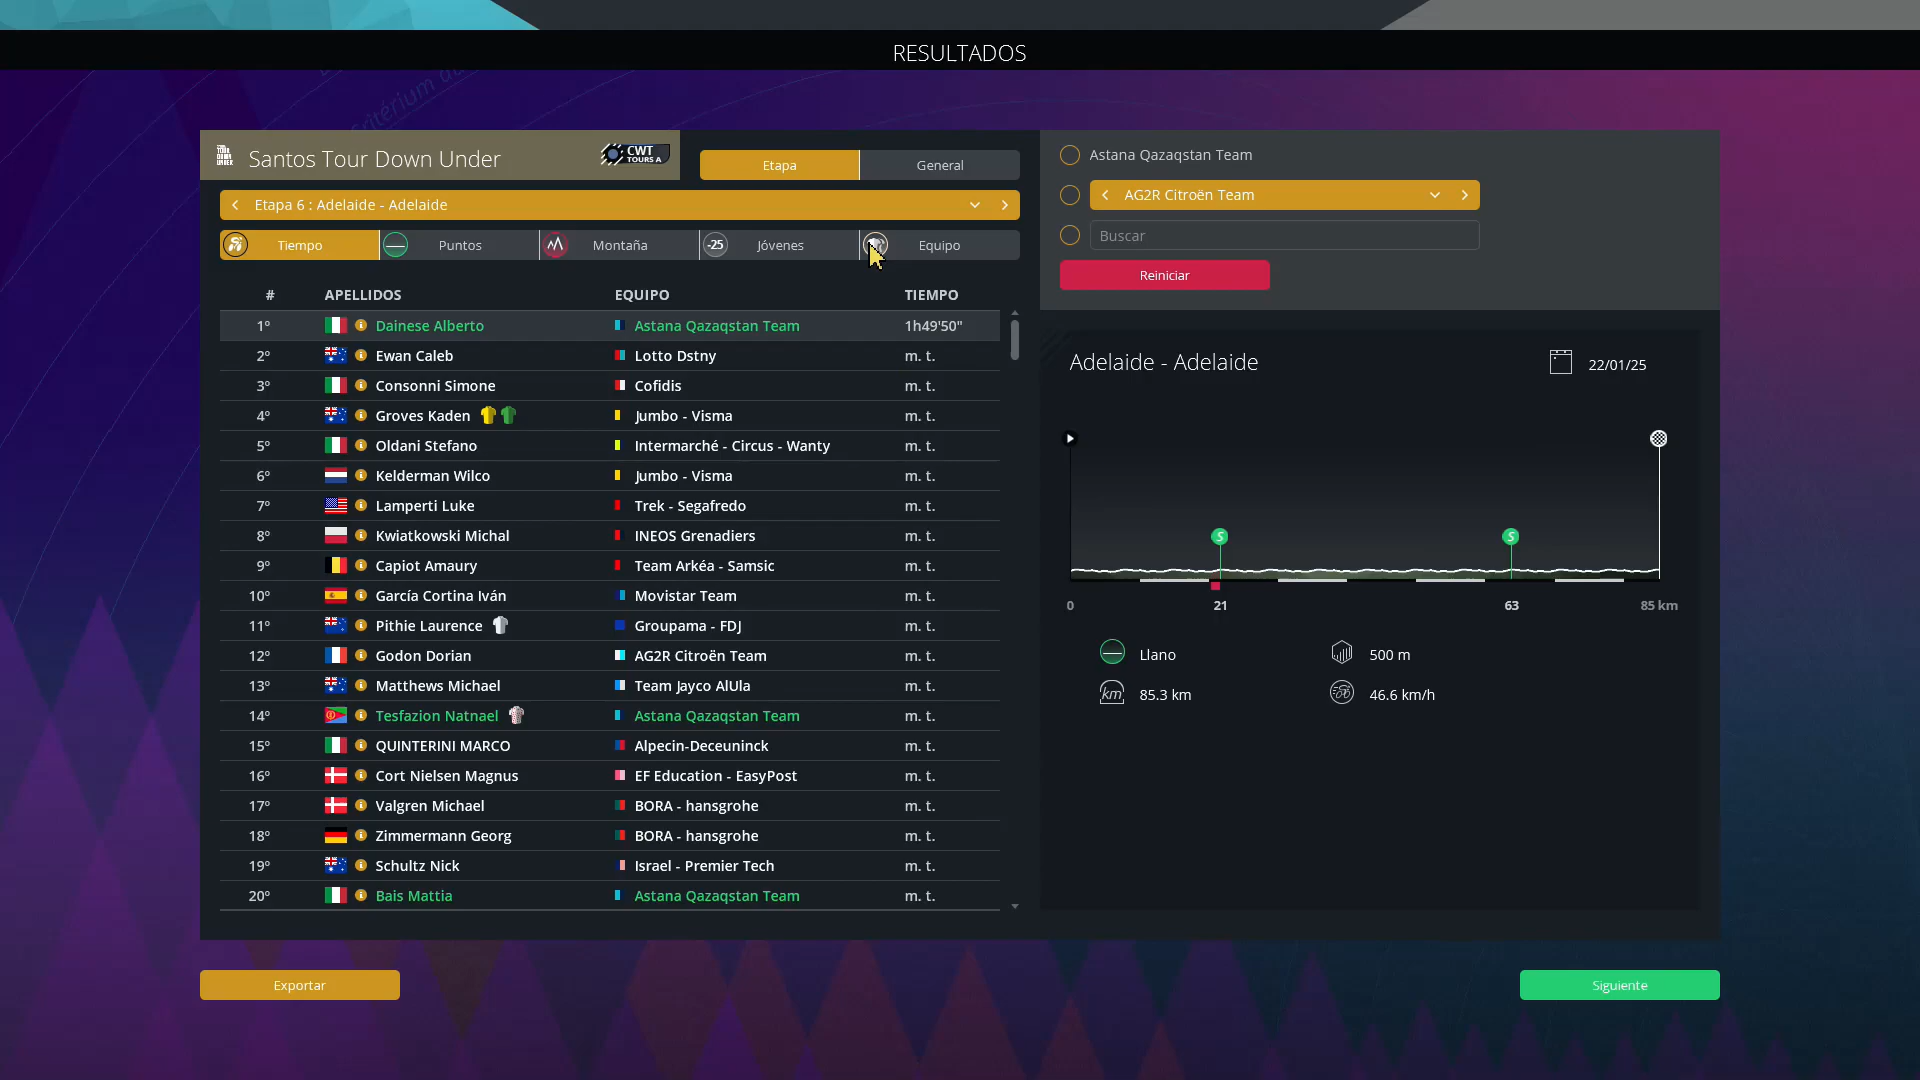 RESULTADOS
Critérium du
TOUR DOWN UNDER
Santos Tour Down Under
CWT TOURS A
Etapa
General
Etapa 6 : Adelaide - Adelaide
Tiempo
Puntos
Montaña
-25 Jóvenes
Equipo
# APELLIDOS EQUIPO TIEMPO
1º Dainese Alberto Astana Qazaqstan Team 1h49'50"
2º Ewan Caleb Lotto Dstny m. t.
3º Consonni Simone Cofidis m. t.
4º Groves Kaden Jumbo - Visma m. t.
5º Oldani Stefano Intermarché - Circus - Wanty m. t.
6º Kelderman Wilco Jumbo - Visma m. t.
7º Lamperti Luke Trek - Segafredo m. t.
8º Kwiatkowski Michal INEOS Grenadiers m. t.
9º Capiot Amaury Team Arkéa - Samsic m. t.
10º García Cortina Iván Movistar Team m. t.
11º Pithie Laurence Groupama - FDJ m. t.
12º Godon Dorian AG2R Citroën Team m. t.
13º Matthews Michael Team Jayco AlUla m. t.
14º Tesfazion Natnael Astana Qazaqstan Team m. t.
15º QUINTERINI MARCO Alpecin-Deceuninck m. t.
16º Cort Nielsen Magnus EF Education - EasyPost m. t.
17º Valgren Michael BORA - hansgrohe m. t.
18º Zimmermann Georg BORA - hansgrohe m. t.
19º Schultz Nick Israel - Premier Tech m. t.
20º Bais Mattia Astana Qazaqstan Team m. t.
Astana Qazaqstan Team
AG2R Citroën Team
Buscar
Reiniciar
Adelaide - Adelaide
22/01/25
S S
0 21 63 85 km
Llano 500 m
km 85.3 km 46.6 km/h
Exportar
Siguiente